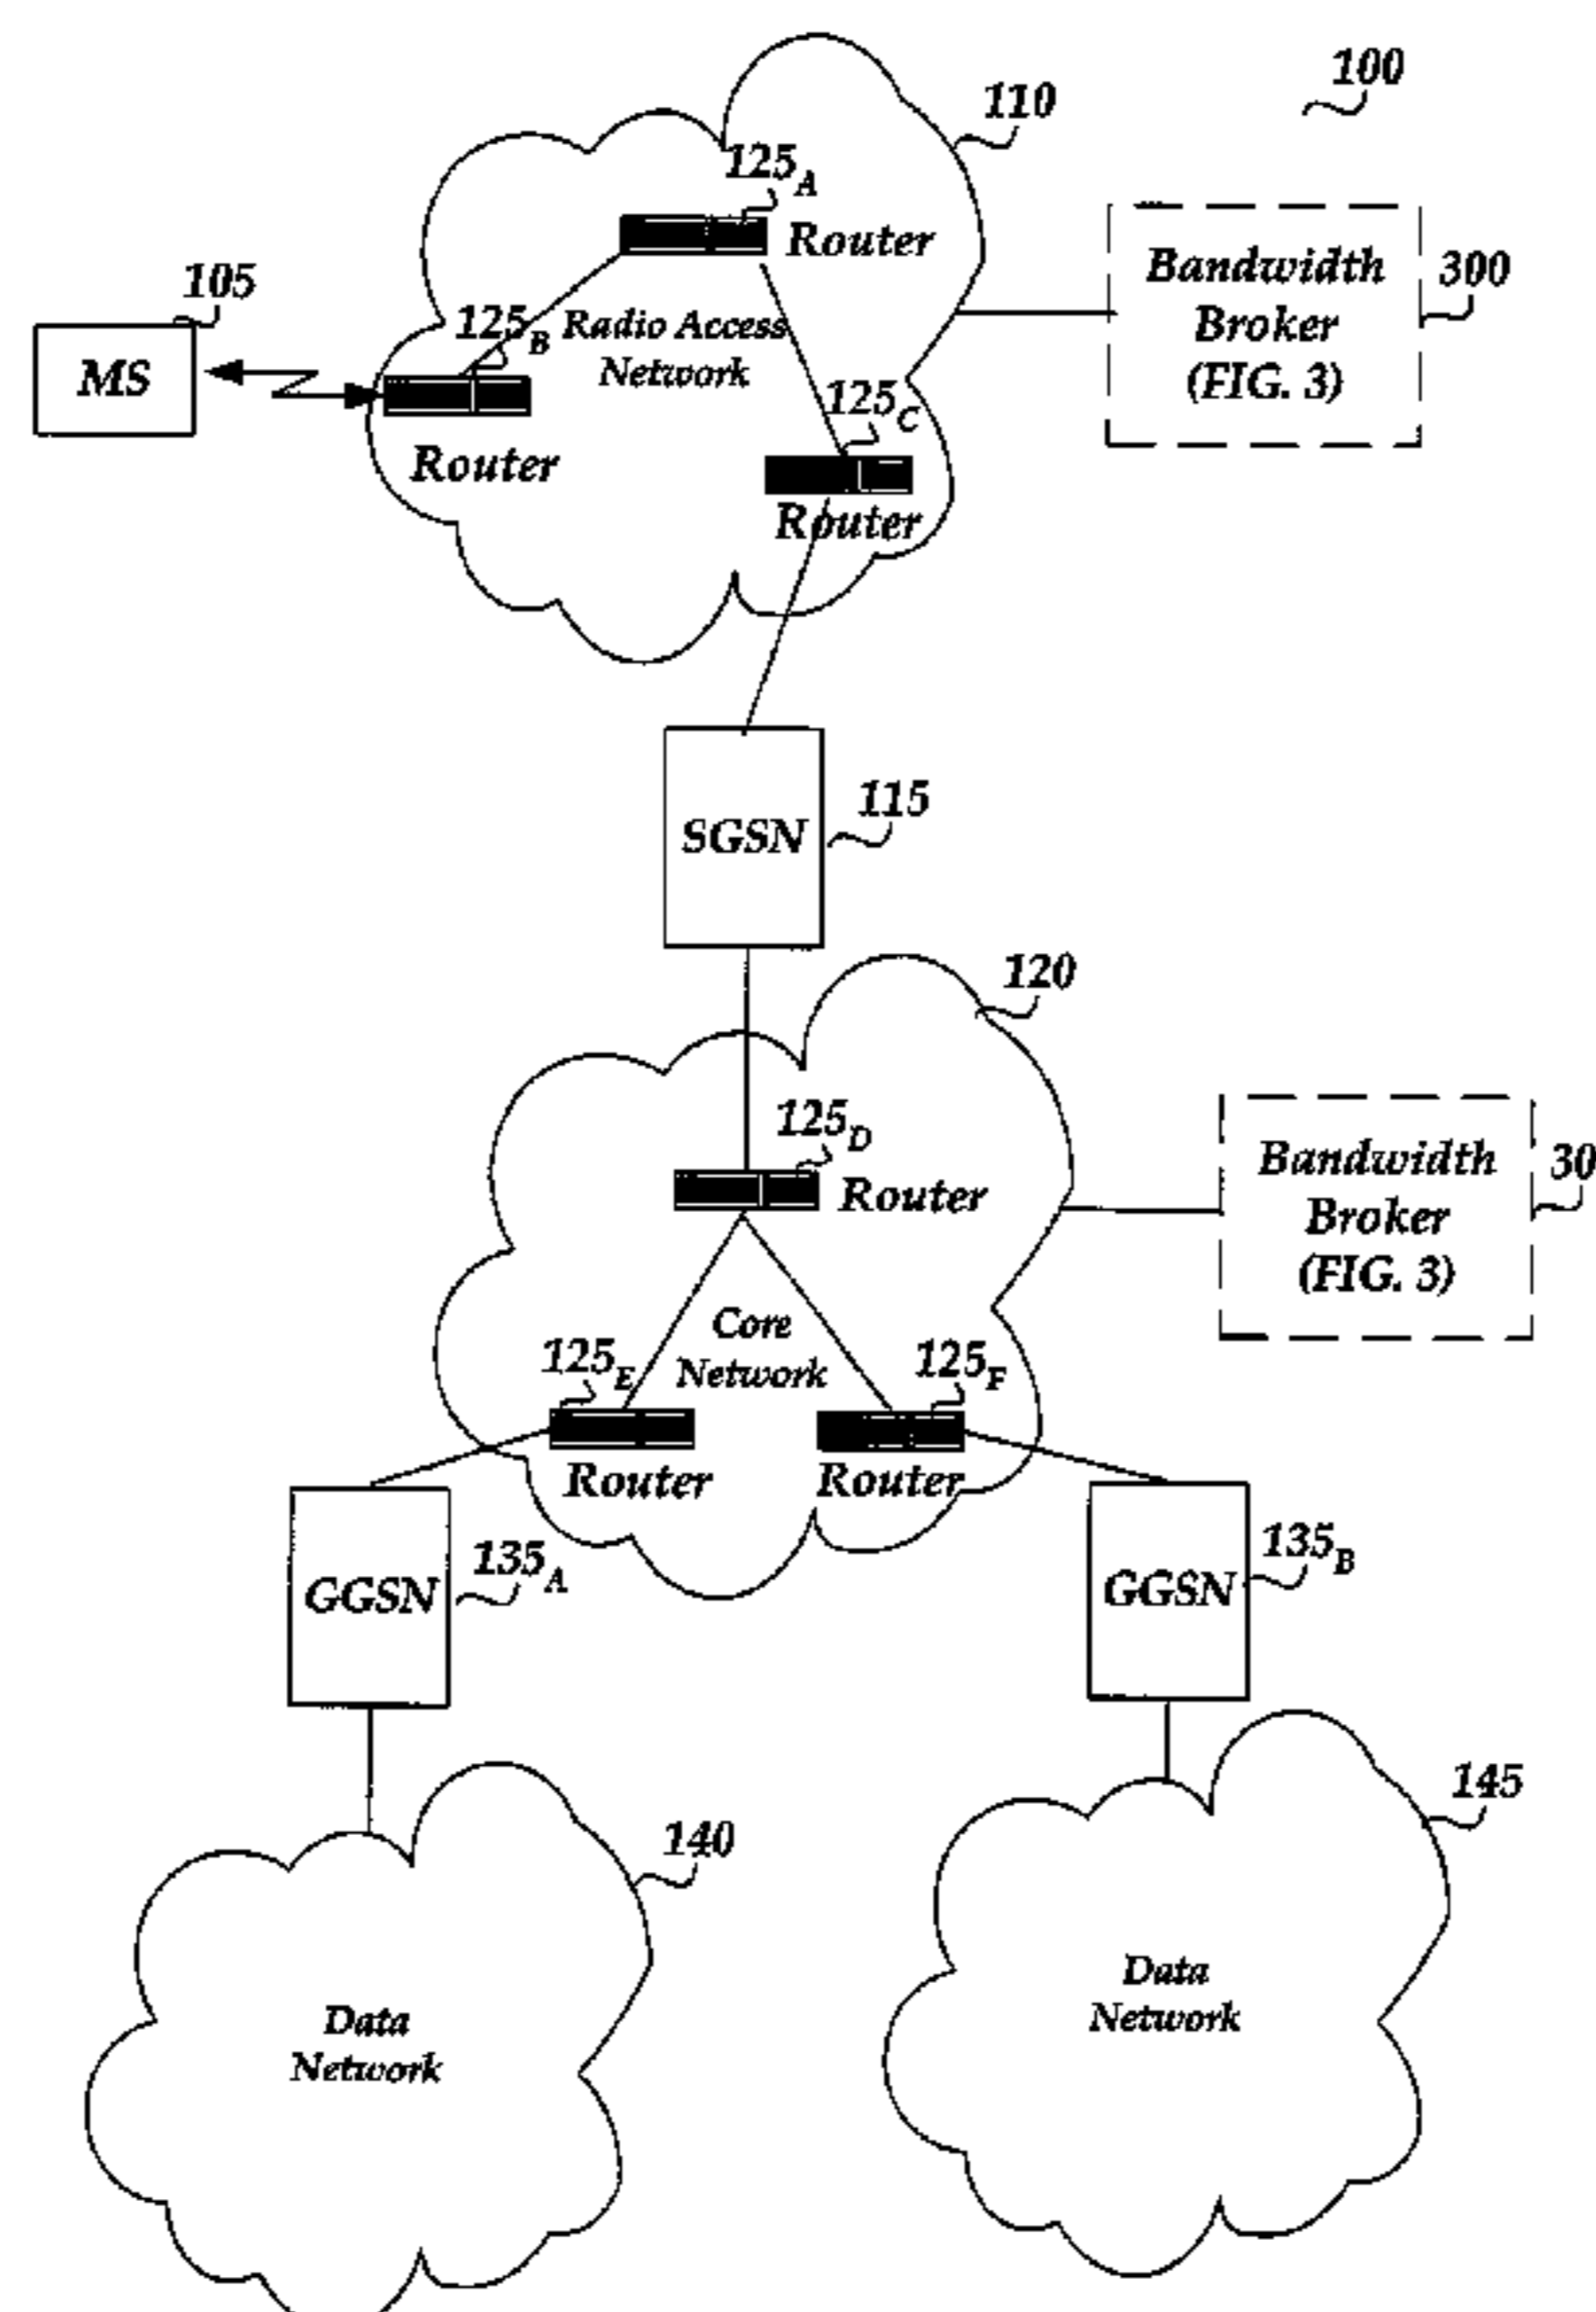 100
110
125A
Router
Bandwidth
Broker
(FIG. 3)
300
105
MS
125B
Radio Access
Network
Router
125C
Router
SGSN
115
120
125D
Router
Bandwidth
Broker
(FIG. 3)
30
Core
Network
125E
Router
125F
Router
GGSN
135A
GGSN
135B
140
Data
Network
145
Data
Network